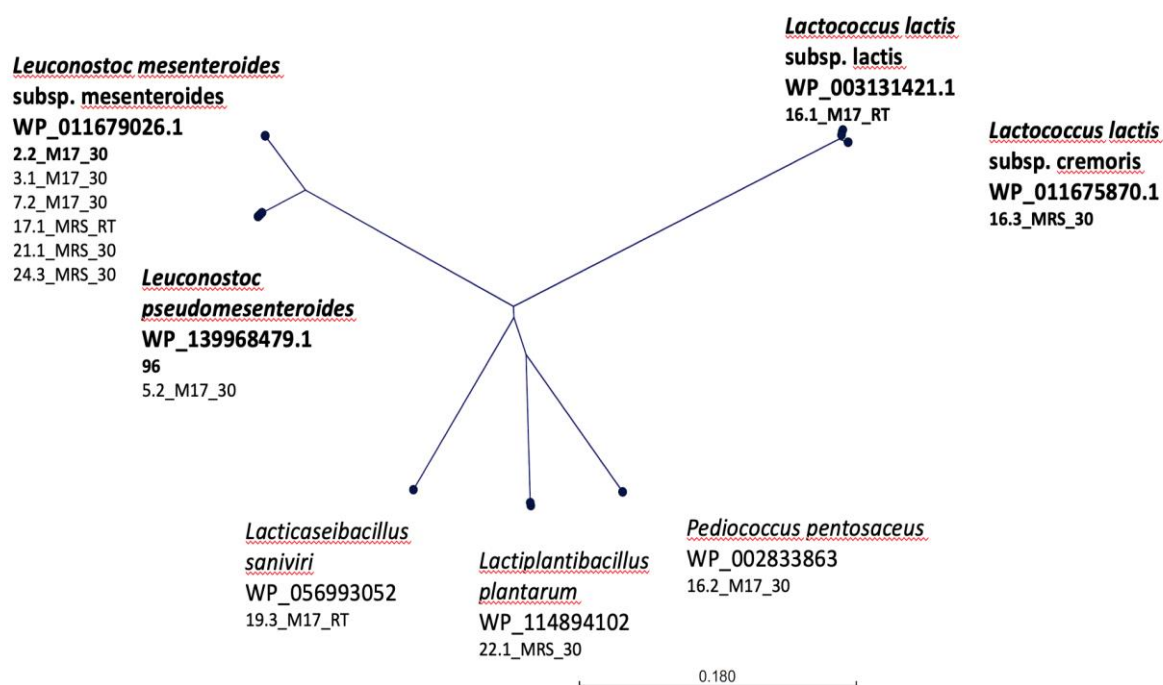 Leuconostoc mesenteroides
subsp. mesenteroides
WP_011679026.1
2.2_M17_30
3.1_M17_30
7.2_M17_30
17.1_MRS_RT
21.1_MRS_30
24.3_MRS_30
Leuconostoc
pseudomesenteroides
WP_139968479.1
96
5.2_M17_30
Lactococcus lactis
subsp. lactis
WP_003131421.1
16.1_M17_RT
Lactococcus lactis
subsp. cremoris
WP_011675870.1
16.3_MRS_30
Lacticaseibacillus
saniviri
WP_056993052
19.3_M17_RT
Lactiplantibacillus
plantarum
WP_114894102
22.1_MRS_30
Pediococcus pentosaceus
WP_002833863
16.2_M17_30
0.180